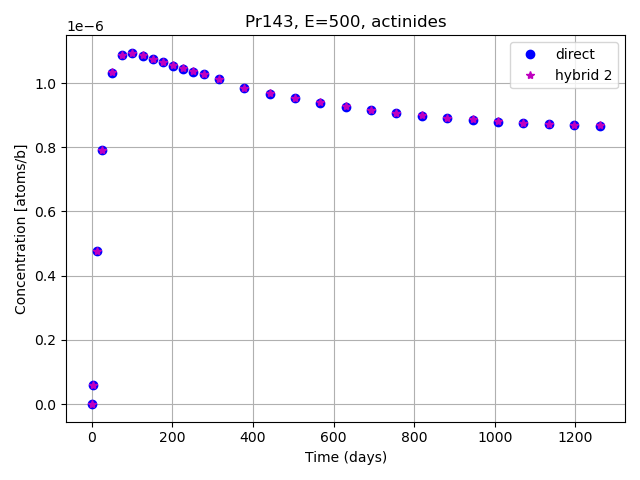 Pr143, E=500, actinides
1e−6
direct
hybrid 2
1.0
0.8
0.6
0.4
0.2
0.0
Concentration [atoms/b]
0 200 400 600 800 1000 1200
Time (days)